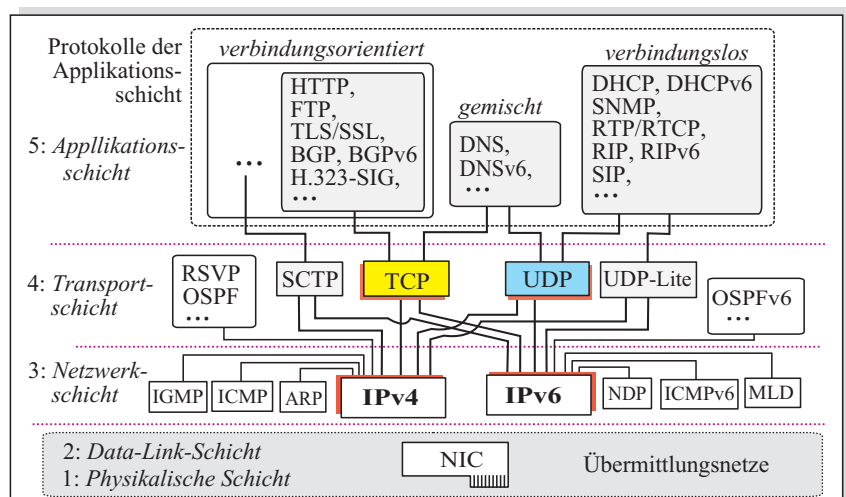 Protokolle der
Applikations-
schicht
verbindungsorientiert
verbindungslos
gemischt
HTTP,
FTP,
TLS/SSL,
BGP, BGPv6
H.323-SIG,
...
...
DNS,
DNSv6,
...
DHCP, DHCPv6
SNMP,
RTP/RTCP,
RIP, RIPv6
SIP,
...
5: Appllikations-
schicht
4: Transport-
schicht
RSVP
OSPF
...
SCTP
TCP
UDP
UDP-Lite
OSPFv6
...
3: Netzwerk-
schicht
IGMP
ICMP
ARP
IPv4
IPv6
NDP
ICMPv6
MLD
2: Data-Link-Schicht
1: Physikalische Schicht
NIC
Übermittlungsnetze